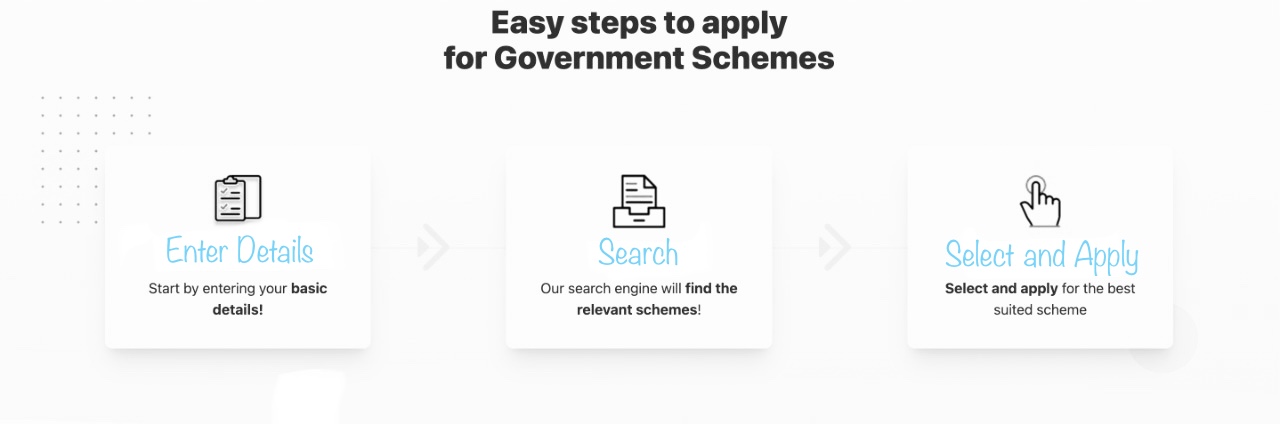 Easy steps to apply
for Government Schemes
Enter Details
Start by entering your basic
details!
Search
Our search engine will find the
relevant schemes!
Select and Apply
Select and apply for the best
suited scheme